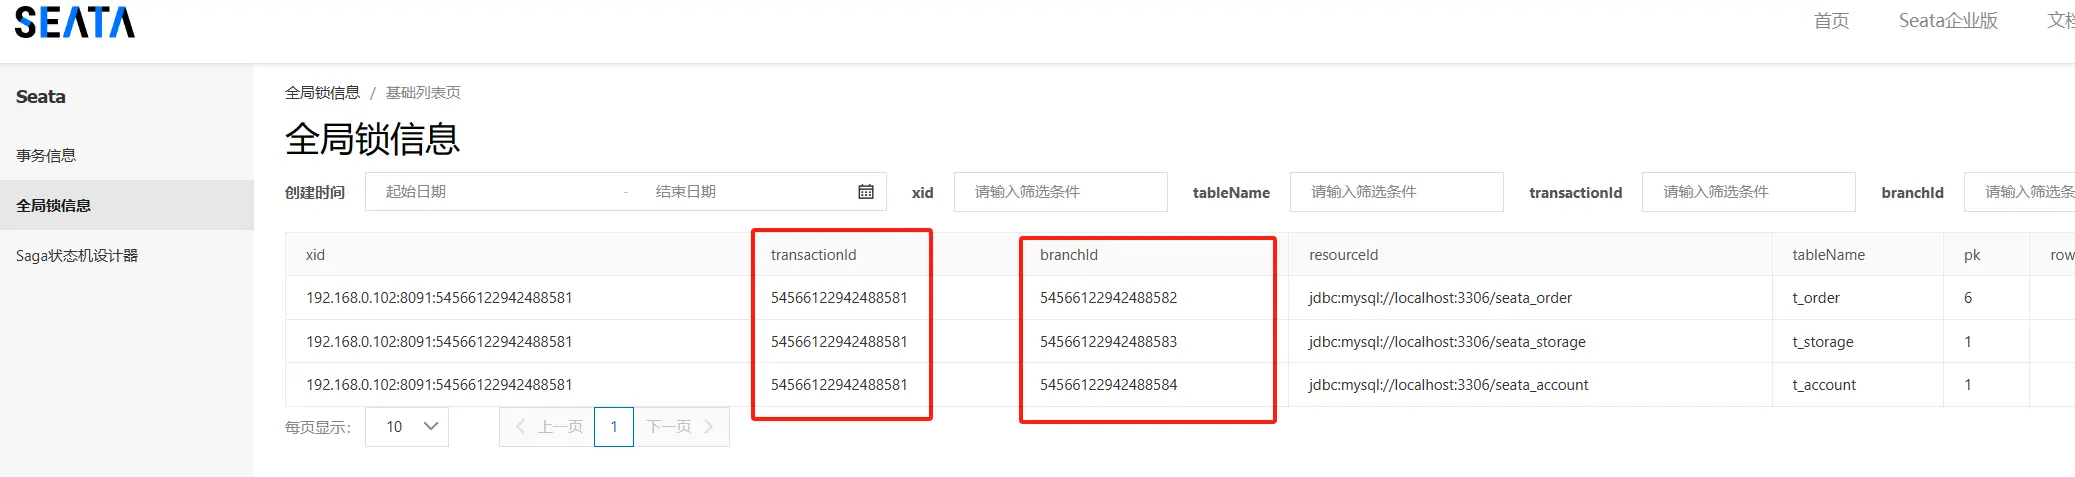 SEATA 首页 Seata企业版 文档
Seata
事务信息
全局锁信息
Saga状态机设计器
全局锁信息 / 基础列表页
全局锁信息
创建时间 起始日期 - 结束日期 xid 请输入筛选条件 tableName 请输入筛选条件 transactionId 请输入筛选条件 branchId 请输入筛选条
xid transactionId branchId resourceId tableName pk row
192.168.0.102:8091:54566122942488581 54566122942488581 54566122942488582 jdbc:mysql://localhost:3306/seata_order t_order 6
192.168.0.102:8091:54566122942488581 54566122942488581 54566122942488583 jdbc:mysql://localhost:3306/seata_storage t_storage 1
192.168.0.102:8091:54566122942488581 54566122942488581 54566122942488584 jdbc:mysql://localhost:3306/seata_account t_account 1
每页显示: 10 上一页 1 下一页